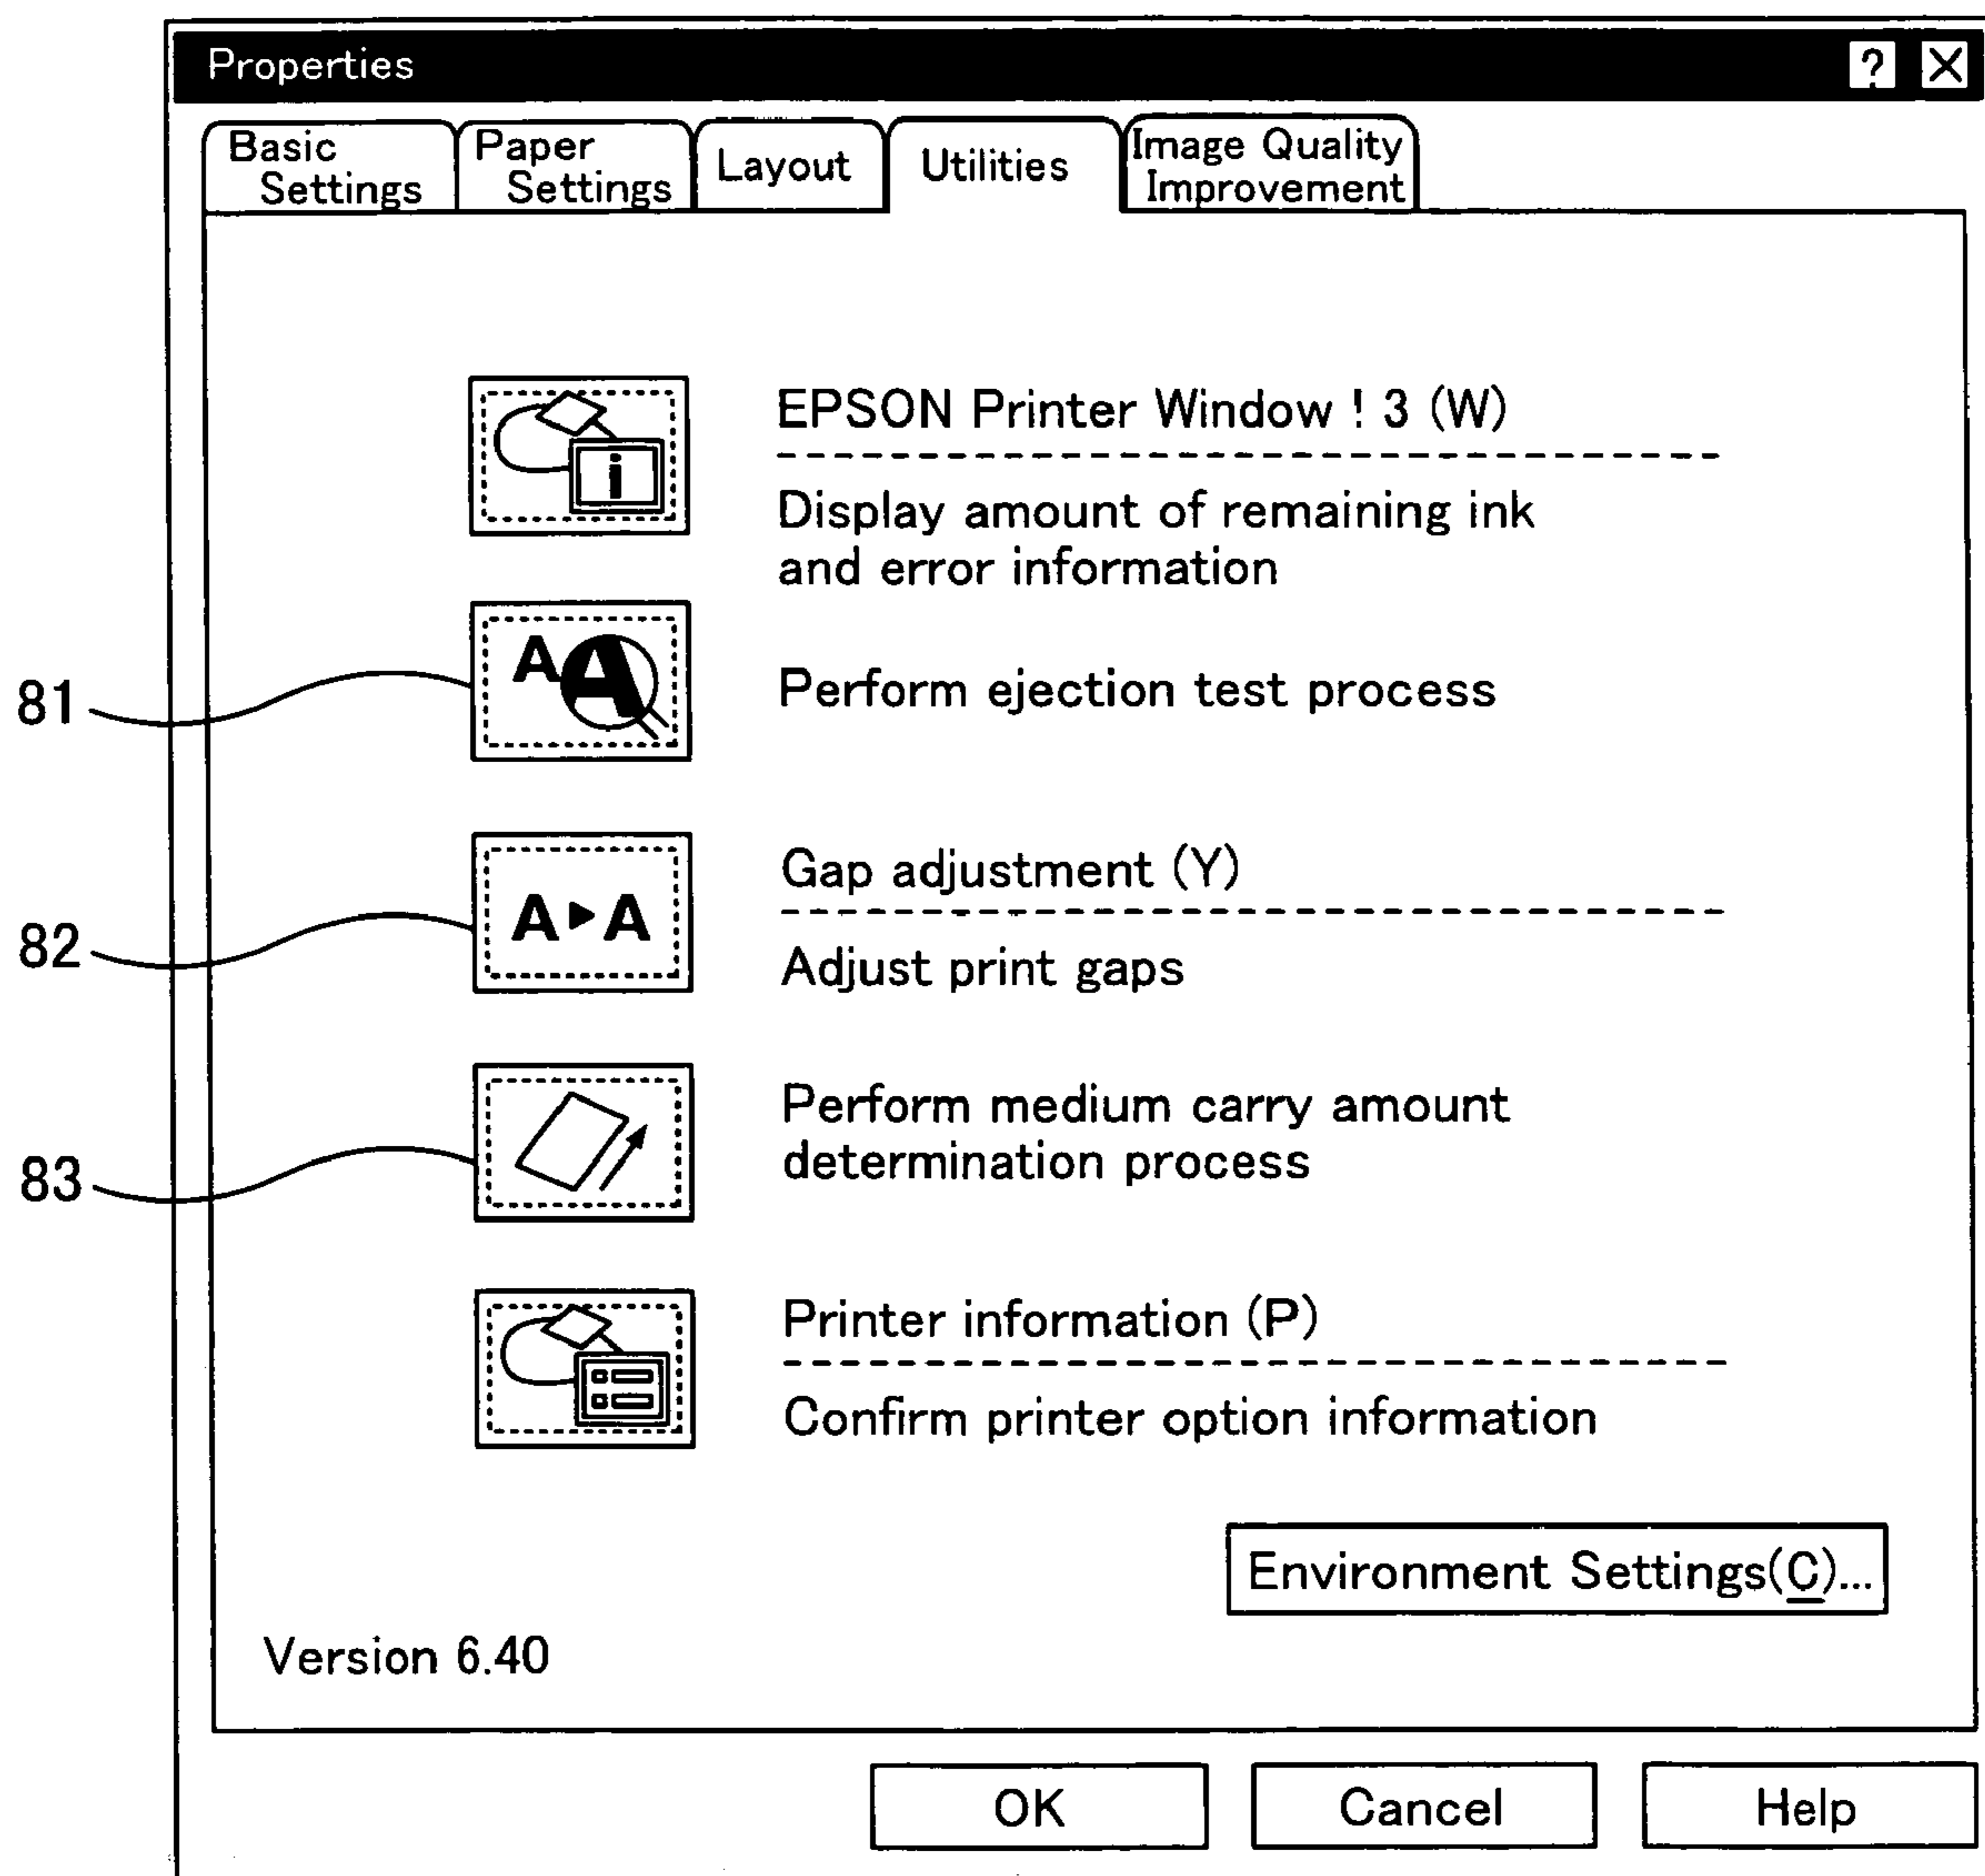 Properties ? X
Basic Settings
Paper Settings
Layout
Utilities
Image Quality Improvement
i
EPSON Printer Window ! 3 (W)
Display amount of remaining ink
and error information
81
A A
Perform ejection test process
82
A A
Gap adjustment (Y)
Adjust print gaps
83
Perform medium carry amount
determination process
Printer information (P)
Confirm printer option information
Environment Settings(C)...
Version 6.40
OK
Cancel
Help